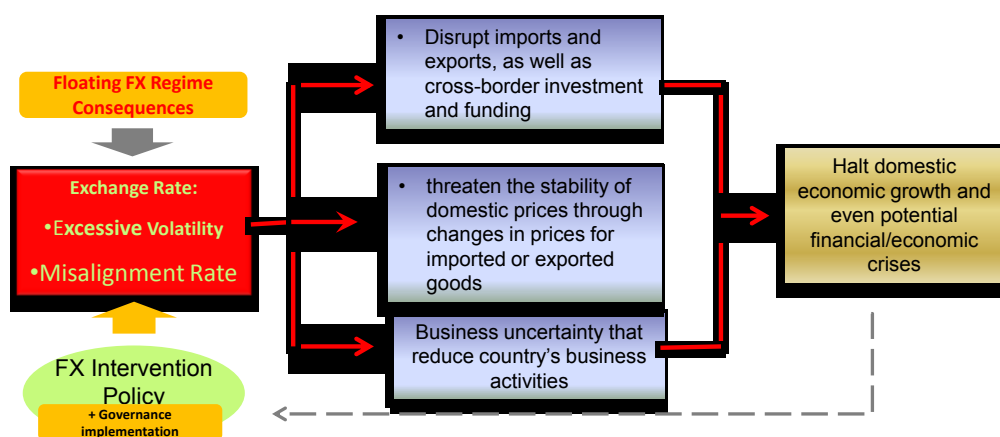 Floating FX Regime
Consequences
Exchange Rate:
•Excessive Volatility
•Misalignment Rate
FX Intervention
Policy
+ Governance
implementation
• Disrupt imports and
exports, as well as
cross-border investment
and funding
• threaten the stability of
domestic prices through
changes in prices for
imported or exported
goods
Business uncertainty that
reduce country's business
activities
Halt domestic
economic growth and
even potential
financial/economic
crises